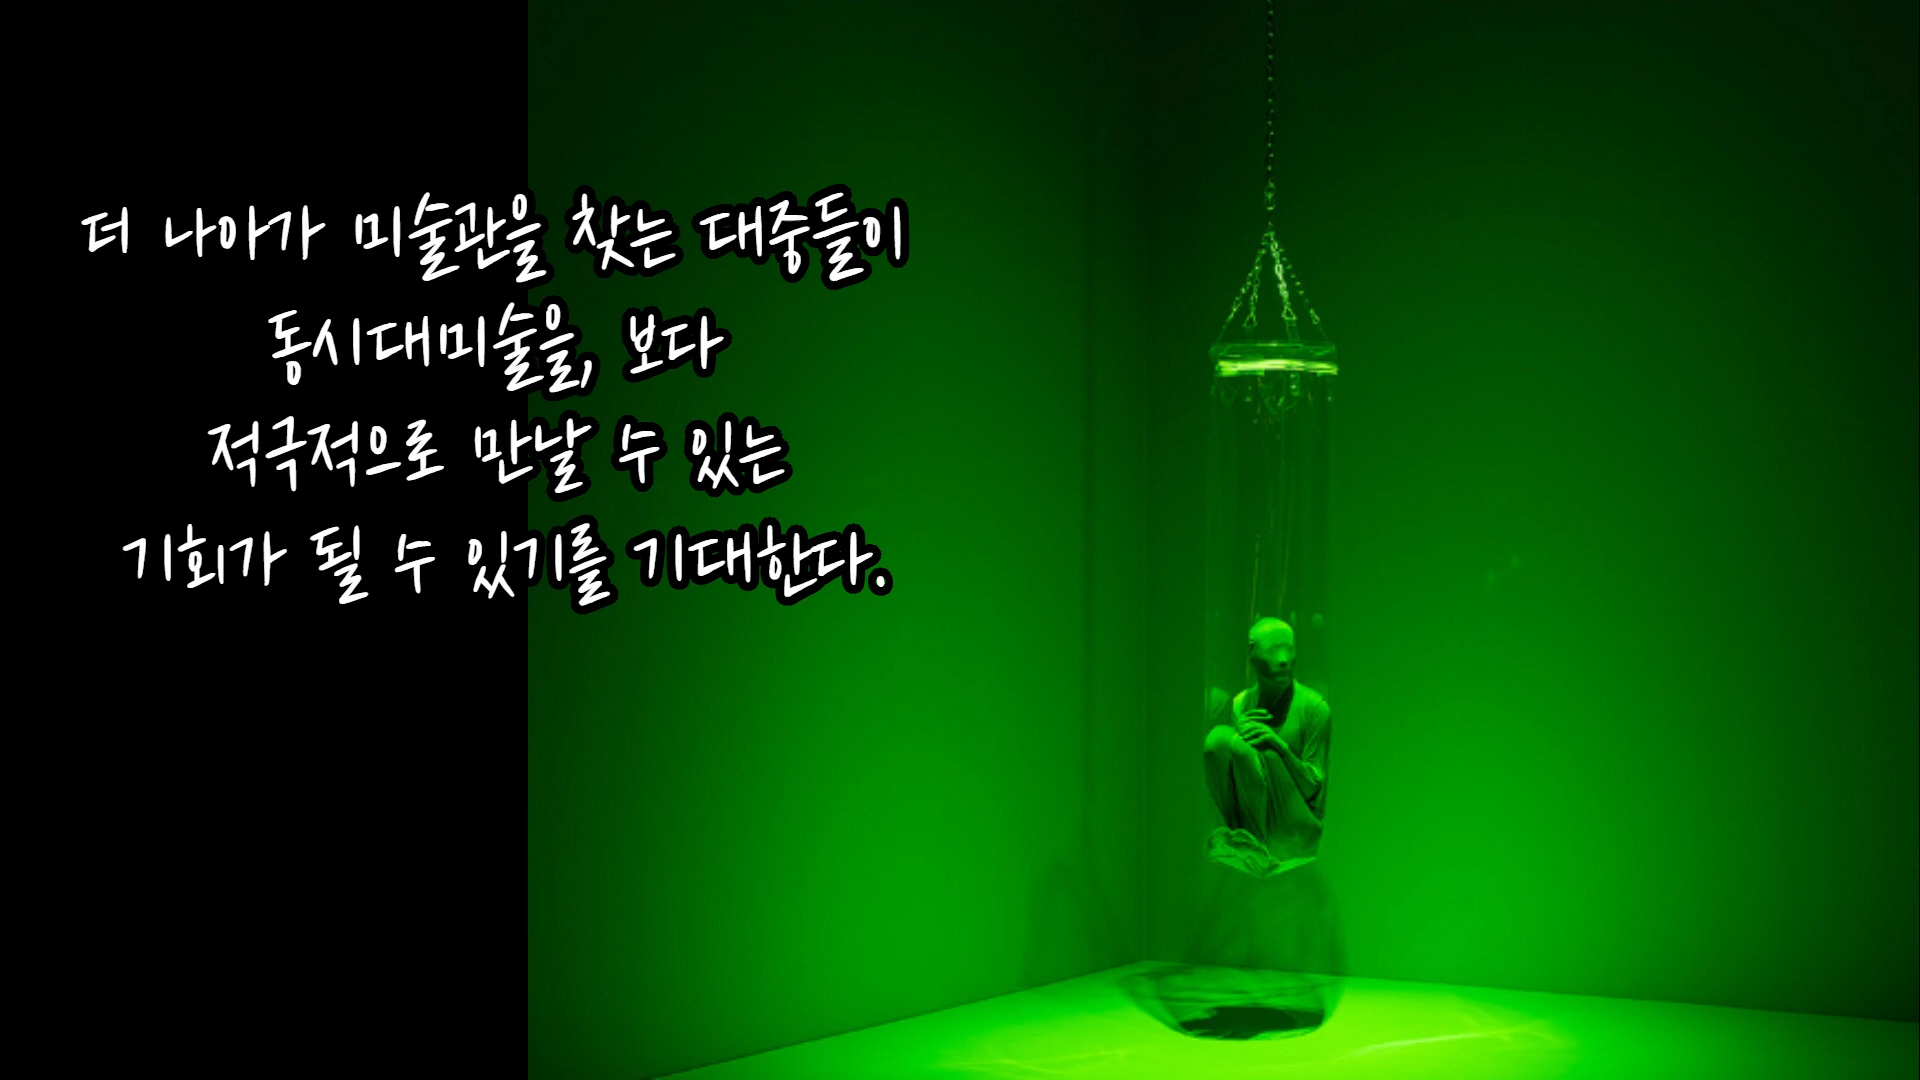 더 나아가 미술관을 찾는 대중들이
동시대미술을, 보다
적극적으로 만날 수 있는
기회가 될 수 있기를 기대한다.